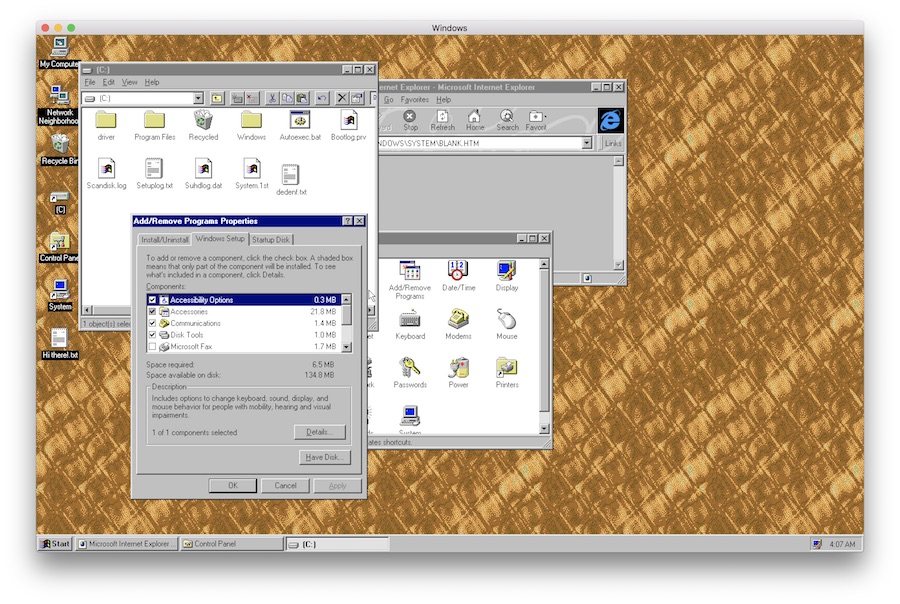 Windows
My Compute
Network
Neighborhoo
Recycle Bin
(C)
Control Pane
System
Hi there!.txt
(C:)
File Edit View Help
(C:)
driver
Program Files
Recycled
Windows
Autoexec.bat
Bootlog.prv
Scandisk.log
Setuplog.txt
Suhdlog.dat
System.1st
dedent.txt
1 object(s) selec
ernet Explorer - Microsoft Internet Explorer
Go Favorites Help
Stop
Refresh
Home
Search
Favorit
NDOWS\SYSTEM\BLANK.HTM
Links
Add/Remove Programs Properties
Install/Uninstall
Windows Setup
Startup Disk
To add or remove a component, click the check box. A shaded box
means that only part of the component will be installed. To see
what's included in a component, click Details.
Components:
Accessibility Options 0.3 MB
Accessories 21.8 MB
Communications 1.4 MB
Disk Tools 1.0 MB
Microsoft Fax 1.7 MB
Space required: 6.5 MB
Space available on disk: 134.8 MB
Description
Includes options to change keyboard, sound, display, and
mouse behavior for people with mobility, hearing and visual
impairments.
1 of 1 components selected
Details...
Have Disk...
OK
Cancel
Apply
Add/Remove
Programs
Date/Time
Display
Keyboard
Modems
Mouse
Passwords
Power
Printers
System
ates shortcuts.
Start
Microsoft Internet Explorer ...
Control Panel
(C:)
4:07 AM